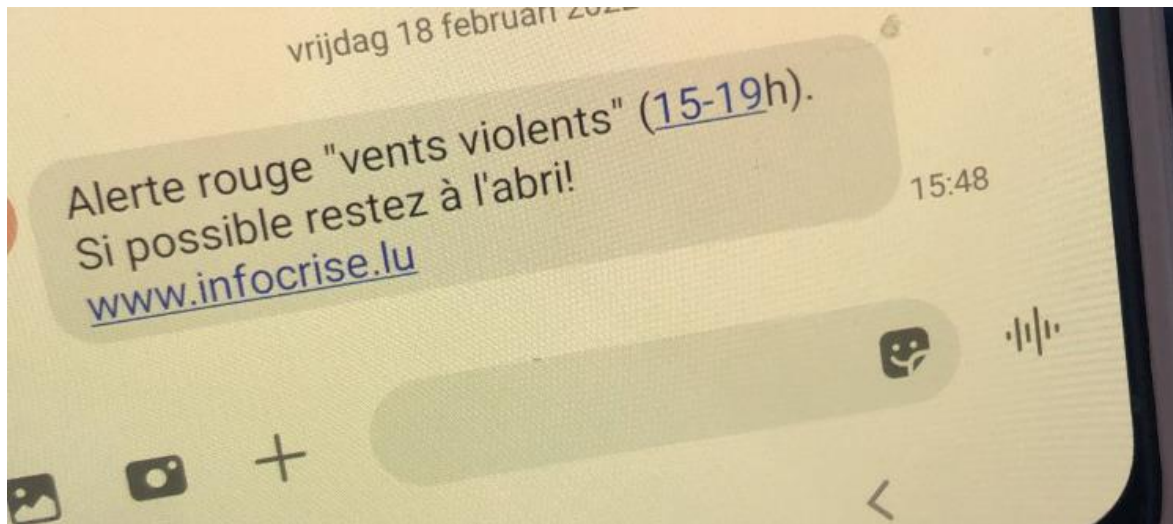 vrijdag 18 februari
Alerte rouge "vents violents" (15-19h).
Si possible restez à l'abri!
www.infocrise.lu
15:48